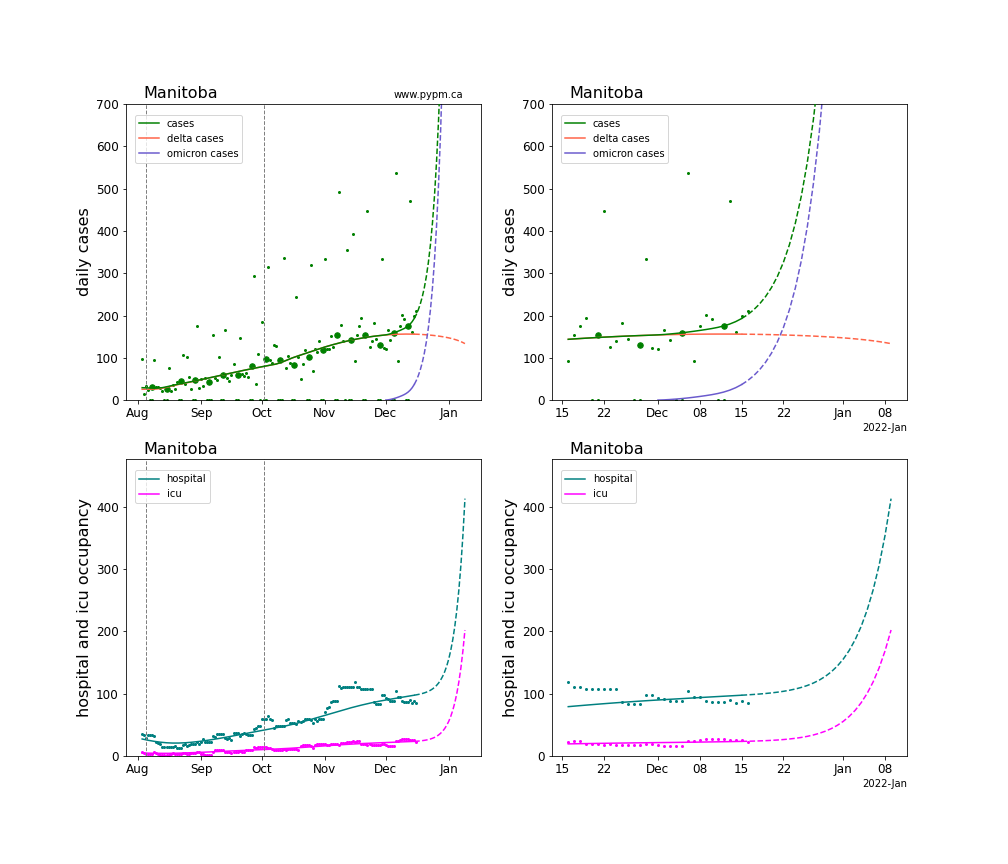 Manitoba
www.pypm.ca
daily cases
700
600
500
400
300
200
100
0
cases
delta cases
omicron cases
Aug Sep Oct Nov Dec Jan
Manitoba
daily cases
700
600
500
400
300
200
100
0
cases
delta cases
omicron cases
15 22 Dec 08 15 22 Jan 08
2022-Jan
Manitoba
hospital and icu occupancy
400
300
200
100
0
hospital
icu
Aug Sep Oct Nov Dec Jan
Manitoba
hospital and icu occupancy
400
300
200
100
0
hospital
icu
15 22 Dec 08 15 22 Jan 08
2022-Jan